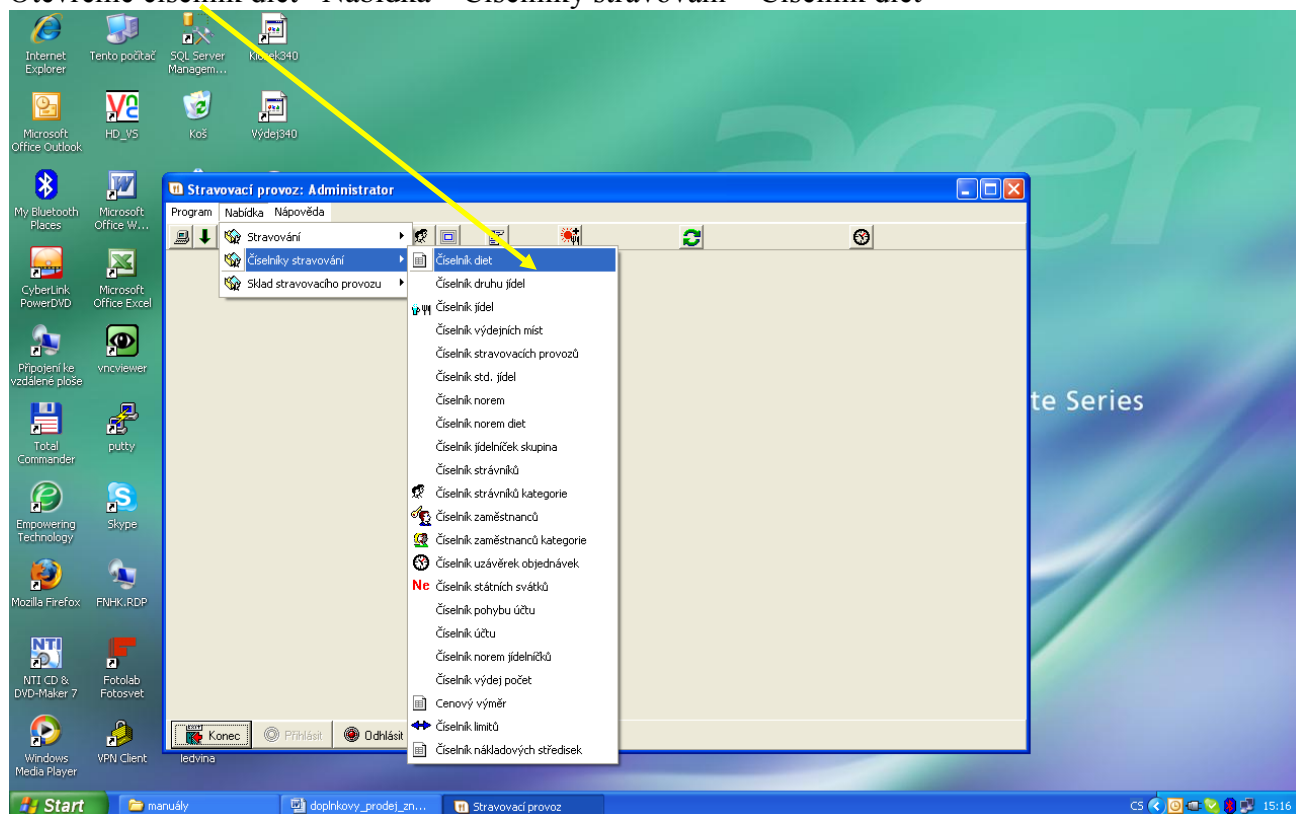 Otevřeme číselník diet - Nabídka – Číselníky stravování – Číselník diet
Internet Explorer
Tento počítač
SQL Server Managem...
Kiosek340
Microsoft Office Outlook
HD_VS
Koš
Výdej340
acer
My Bluetooth Places
Microsoft Office W...
Stravovací provoz: Administrator
Program Nabídka Nápověda
Stravování
Číselníky stravování
Sklad stravovacího provozu
Číselník diet
Číselník druhu jídel
Číselník jídel
Číselník výdejních míst
Číselník stravovacích provozů
Číselník std. jídel
Číselník norem
Číselník norem diet
Číselník jídelníček skupina
Číselník strávníků
Číselník strávníků kategorie
Číselník zaměstnanců
Číselník zaměstnanců kategorie
Číselník uzávěrek objednávek
Ne Číselník státních svátků
Číselník pohybu účtu
Číselník účtu
Číselník norem jídelníčků
Číselník výdej počet
Cenový výměr
Číselník limitů
Číselník nákladových středisek
Konec Přihlásit Odhlásit
CyberLink PowerDVD
Microsoft Office Excel
Připojení ke vzdálené ploše
vncviewer
te Series
Total Commander
putty
Empowering Technology
Skype
Mozilla Firefox
FNHK.RDP
NTI CD & DVD-Maker 7
Fotolab Fotosvet
Windows Media Player
VPN Client
ledvina
Start manuály doplnkovy_prodej_zn... Stravovací provoz CS 15:16